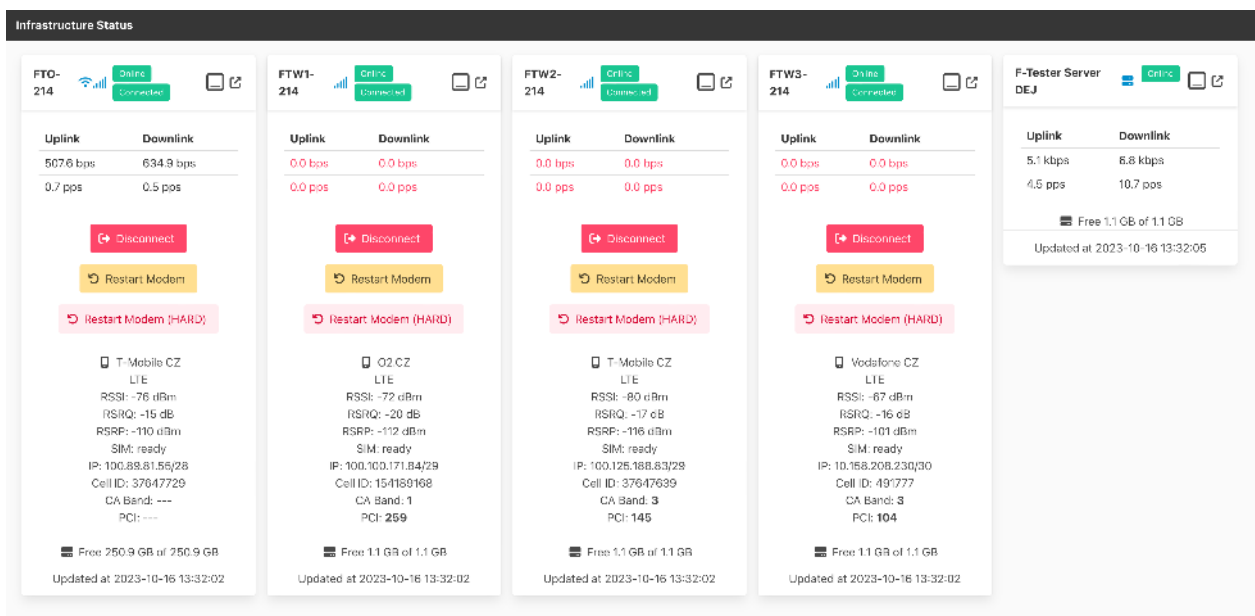 Infrastructure Status
FTO-
214
Online
Connected
Uplink Downlink
507.6 bps 634.9 bps
0.7 pps 0.5 pps
Disconnect
Restart Modem
Restart Modem (HARD)
T-Mobile CZ
LTE
RSSI: -76 dBm
RSRQ: -15 dB
RSRP: -110 dBm
SIM: ready
IP: 100.89.81.56/28
Cell ID: 37647729
CA Band: ---
PCI: ---
Free 250.9 GB of 250.9 GB
Updated at 2023-10-16 13:32:02
FTW1-
214
Online
Connected
Uplink Downlink
0.0 bps 0.0 bps
0.0 pps 0.0 pps
Disconnect
Restart Modem
Restart Modem (HARD)
O2.CZ
LTE
RSSI: -72 dBm
RSRQ: -20 dB
RSRP: -112 dBm
SIM: ready
IP: 100.100.171.84/29
Cell ID: 154189168
CA Band: 1
PCI: 259
Free 1.1 GB of 1.1 GB
Updated at 2023-10-16 13:32:02
FTW2-
214
Online
Connected
Uplink Downlink
0.0 bps 0.0 bps
0.0 pps 0.0 pps
Disconnect
Restart Modem
Restart Modem (HARD)
T-Mobile CZ
LTE
RSSI: -80 dBm
RSRQ: -17 dB
RSRP: -116 dBm
SIM: ready
IP: 100.125.188.83/29
Cell ID: 37647639
CA Band: 3
PCI: 145
Free 1.1 GB of 1.1 GB
Updated at 2023-10-16 13:32:02
FTW3-
214
Online
Connected
Uplink Downlink
0.0 bps 0.0 bps
0.0 pps 0.0 pps
Disconnect
Restart Modem
Restart Modem (HARD)
Vodafone CZ
LTE
RSSI: -67 dBm
RSRQ: -16 dB
RSRP: -101 dBm
SIM: ready
IP: 10.158.208.230/30
Cell ID: 491777
CA Band: 3
PCI: 104
Free 1.1 GB of 1.1 GB
Updated at 2023-10-16 13:32:02
F-Tester Server
DEJ
Online
Uplink Downlink
5.1 kbps 6.8 kbps
4.5 pps 10.7 pps
Free 1.1 GB of 1.1 GB
Updated at 2023-10-16 13:32:05